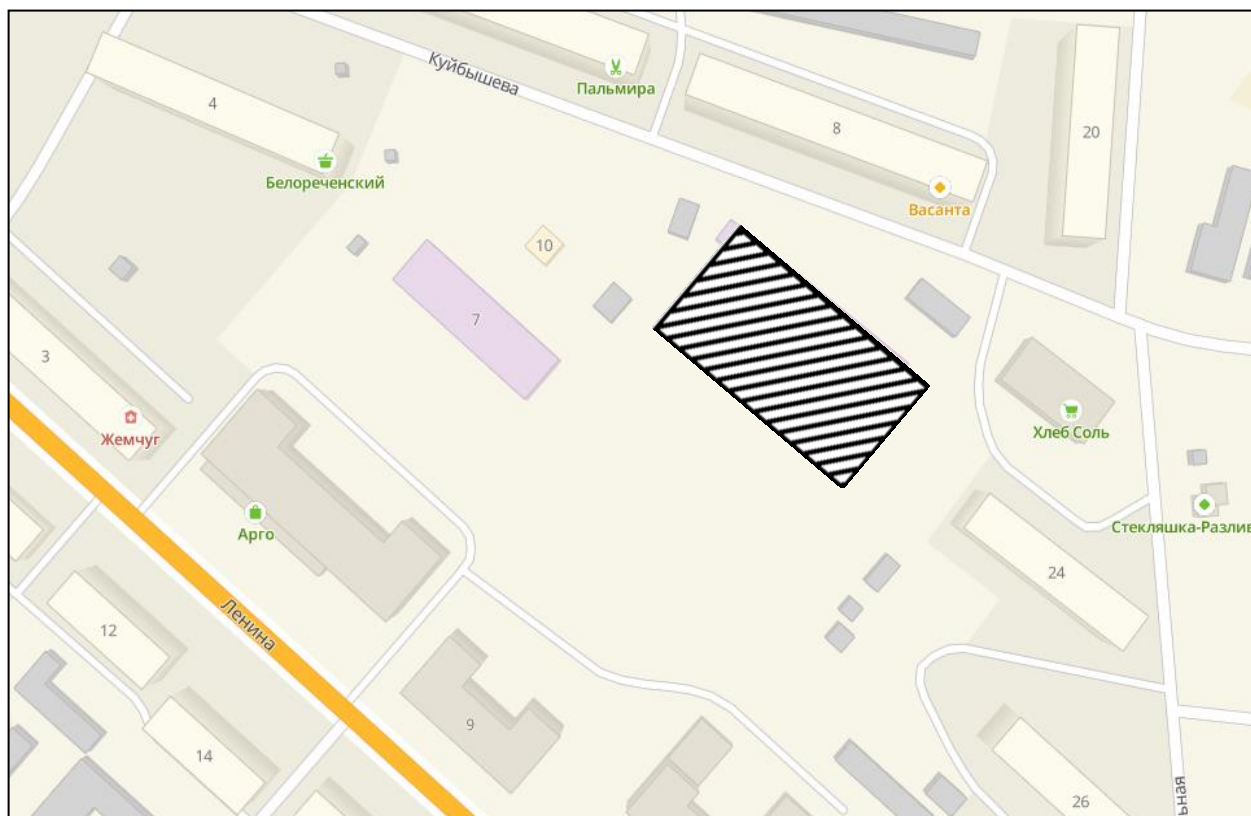 Куйбышева
Пальмира
4
8
20
Белореченский
Васанта
10
7
3
Жемчуг
Хлеб Соль
Арго
Стекляшка-Разлив
24
12
Ленина
9
14
26
ьная